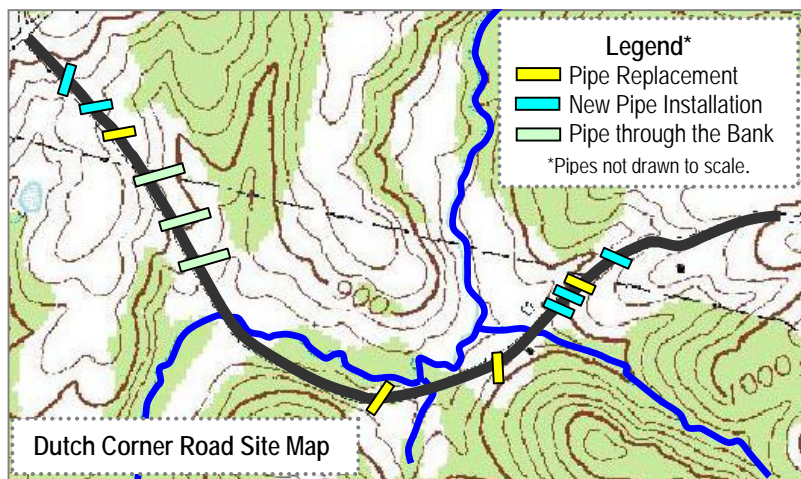 Legend*
Pipe Replacement
New Pipe Installation
Pipe through the Bank
*Pipes not drawn to scale.
900
1000
Dutch Corner Road Site Map